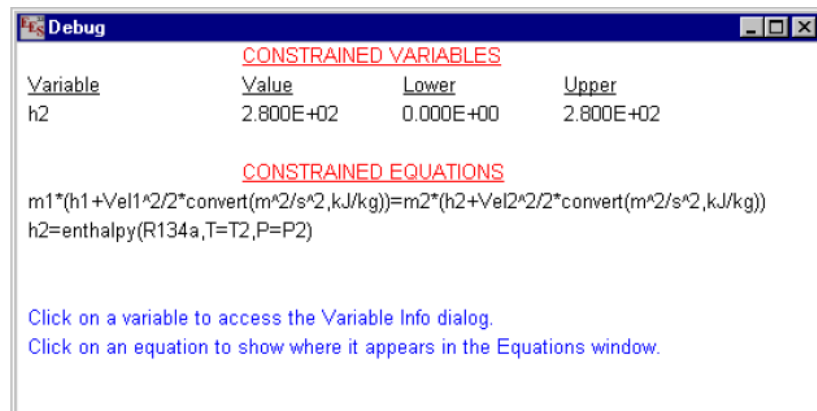 EES Debug
CONSTRAINED VARIABLES
Variable Value Lower Upper
h2 2.800E+02 0.000E+00 2.800E+02
CONSTRAINED EQUATIONS
m1*(h1+Vel1^2/2*convert(m^2/s^2,kJ/kg))=m2*(h2+Vel2^2/2*convert(m^2/s^2,kJ/kg))
h2=enthalpy(R134a,T=T2,P=P2)
Click on a variable to access the Variable Info dialog.
Click on an equation to show where it appears in the Equations window.